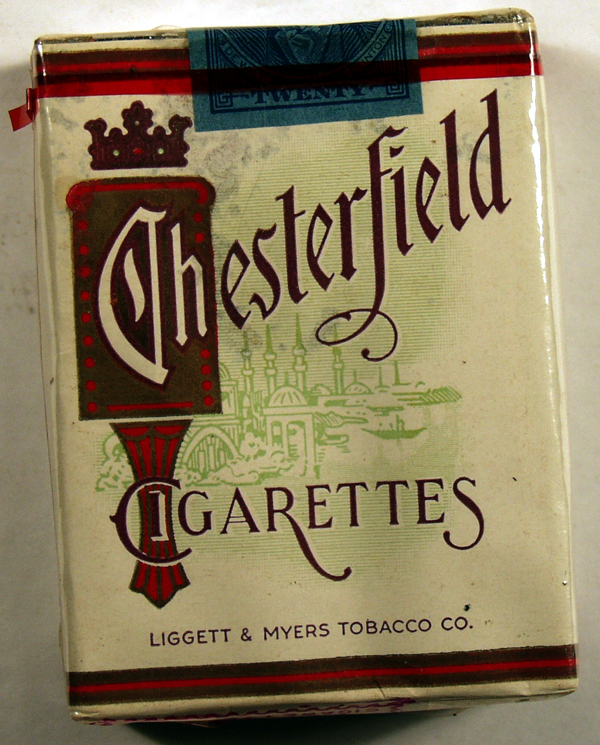 TWENTY
Chesterfield
CIGARETTES
LIGGETT & MYERS TOBACCO CO.